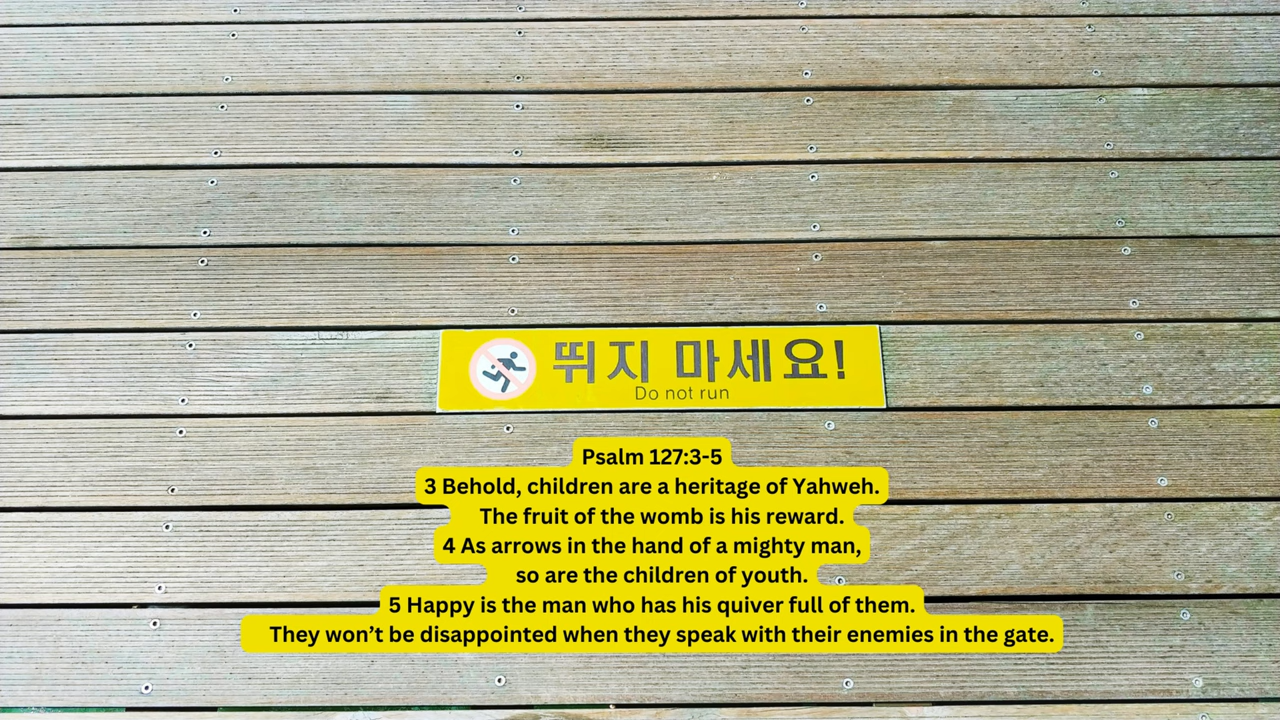 뛰지 마세요!
Do not run
Psalm 127:3-5
3 Behold, children are a heritage of Yahweh.
The fruit of the womb is his reward.
4 As arrows in the hand of a mighty man,
so are the children of youth.
5 Happy is the man who has his quiver full of them.
They won’t be disappointed when they speak with their enemies in the gate.